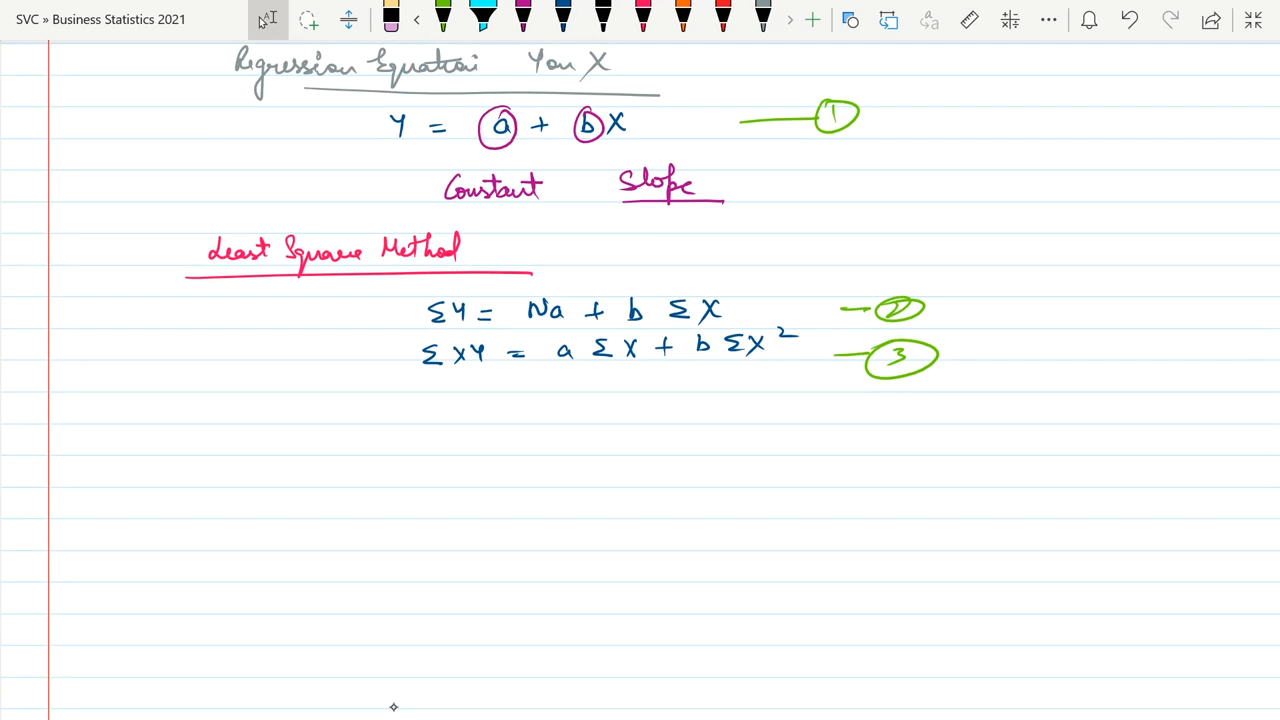 SVC » Business Statistics 2021
Regression Equation Y on X
Y = a + bX ①
Constant Slope
Least Square Method
ΣY = Na + b ΣX ②
ΣXY = a ΣX + b ΣX² ③